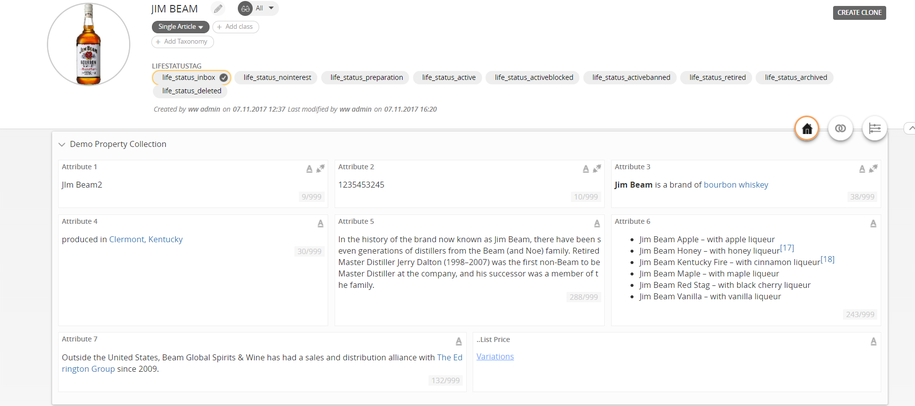 JIM BEAM
All
CREATE CLONE
Single Article
+ Add class
+ Add Taxonomy
LIFESTATUSTAG
life_status_inbox
life_status_nointerest
life_status_preparation
life_status_active
life_status_activeblocked
life_status_activebanned
life_status_retired
life_status_archived
life_status_deleted
Created by ww admin on 07.11.2017 12:37 Last modified by ww admin on 07.11.2017 16:20
Demo Property Collection
Attribute 1
JIm Beam2
9/999
Attribute 2
1235453245
10/999
Attribute 3
Jim Beam is a brand of bourbon whiskey
38/999
Attribute 4
produced in Clermont, Kentucky
30/999
Attribute 5
In the history of the brand now known as Jim Beam, there have been s
even generations of distillers from the Beam (and Noe) family. Retired
Master Distiller Jerry Dalton (1998–2007) was the first non-Beam to be
Master Distiller at the company, and his successor was a member of t
he family.
286/999
Attribute 6
• Jim Beam Apple – with apple liqueur
• Jim Beam Honey – with honey liqueur[17]
• Jim Beam Kentucky Fire – with cinnamon liqueur[18]
• Jim Beam Maple – with maple liqueur
• Jim Beam Red Stag – with black cherry liqueur
• Jim Beam Vanilla – with vanilla liqueur
243/999
Attribute 7
Outside the United States, Beam Global Spirits & Wine has had a sales and distribution alliance with The Ed
rington Group since 2009.
132/999
..List Price
Variations